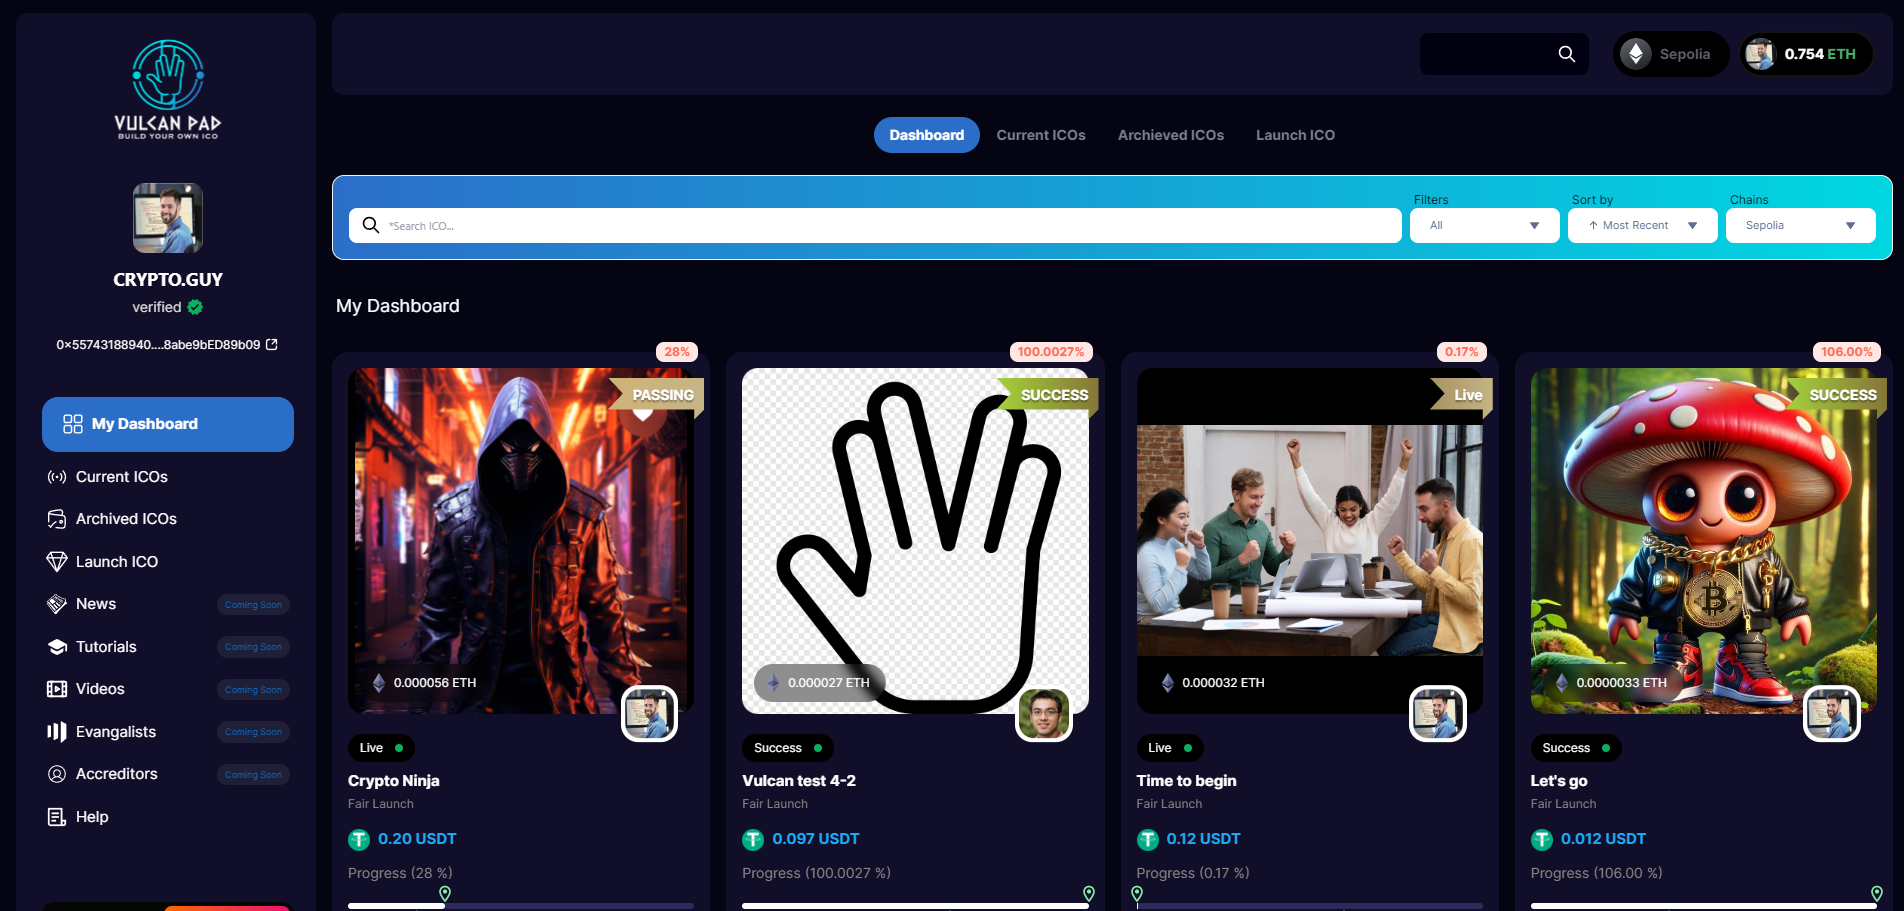 VULCAN PAD
BUILD YOUR OWN ICO
CRYPTO.GUY
verified
0x55743188940....8abe9bED89b09
My Dashboard
Current ICOs
Archived ICOs
Launch ICO
News
Coming Soon
Tutorials
Coming Soon
Videos
Coming Soon
Evangalists
Coming Soon
Accreditors
Coming Soon
Help
Sepolia
0.754 ETH
Dashboard
Current ICOs
Archieved ICOs
Launch ICO
*Search ICO...
Filters
All
Sort by
↑ Most Recent
Chains
Sepolia
My Dashboard
28%
PASSING
0.000056 ETH
Live
Crypto Ninja
Fair Launch
0.20 USDT
Progress (28 %)
100.0027%
SUCCESS
0.000027 ETH
Success
Vulcan test 4-2
Fair Launch
0.097 USDT
Progress (100.0027 %)
0.17%
Live
0.000032 ETH
Live
Time to begin
Fair Launch
0.12 USDT
Progress (0.17 %)
106.00%
SUCCESS
0.0000033 ETH
Success
Let's go
Fair Launch
0.012 USDT
Progress (106.00 %)